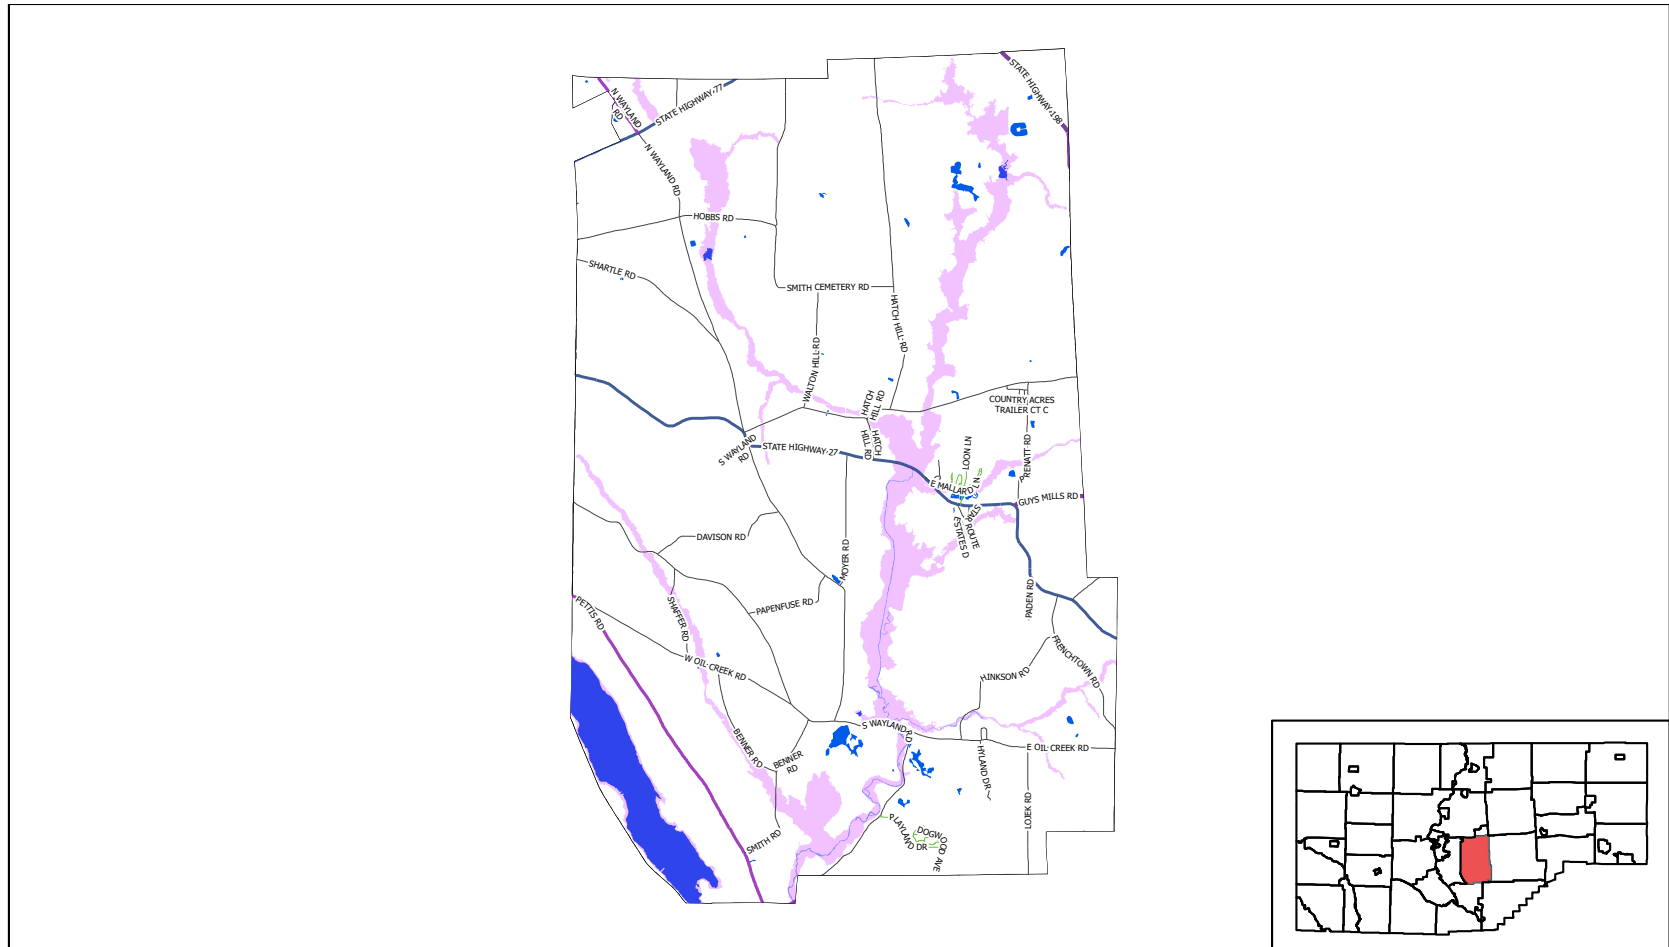 STATE HIGHWAY 198
N WAYLAND
RD
STATE HIGHWAY 77
N WAYLAND RD
HOBBS RD
SHARTLE RD
SMITH CEMETERY RD
HATCH HILL RD
WALTON HILL RD
HATCH
HILL RD
COUNTRY ACRES
TRAILER CT C
HATCH
HILL RD
S WAYLAND
RD
STATE HIGHWAY 27
LOON LN
RENATT RD
E MALLARD
LN
GUYS MILLS RD
STAR ROUTE
ESTATES D
DAVISON RD
MOYER RD
PADEN RD
PAPENFUSE RD
PETTIS RD
SHAFFER RD
W OIL CREEK RD
FRENCHTOWN RD
HINKSON RD
S WAYLAND RD
BENNER RD
BENNER
RD
E OIL CREEK RD
HYLAND DR
LOJEK RD
SMITH RD
PLAYLAND DR
DOGWOOD AVE